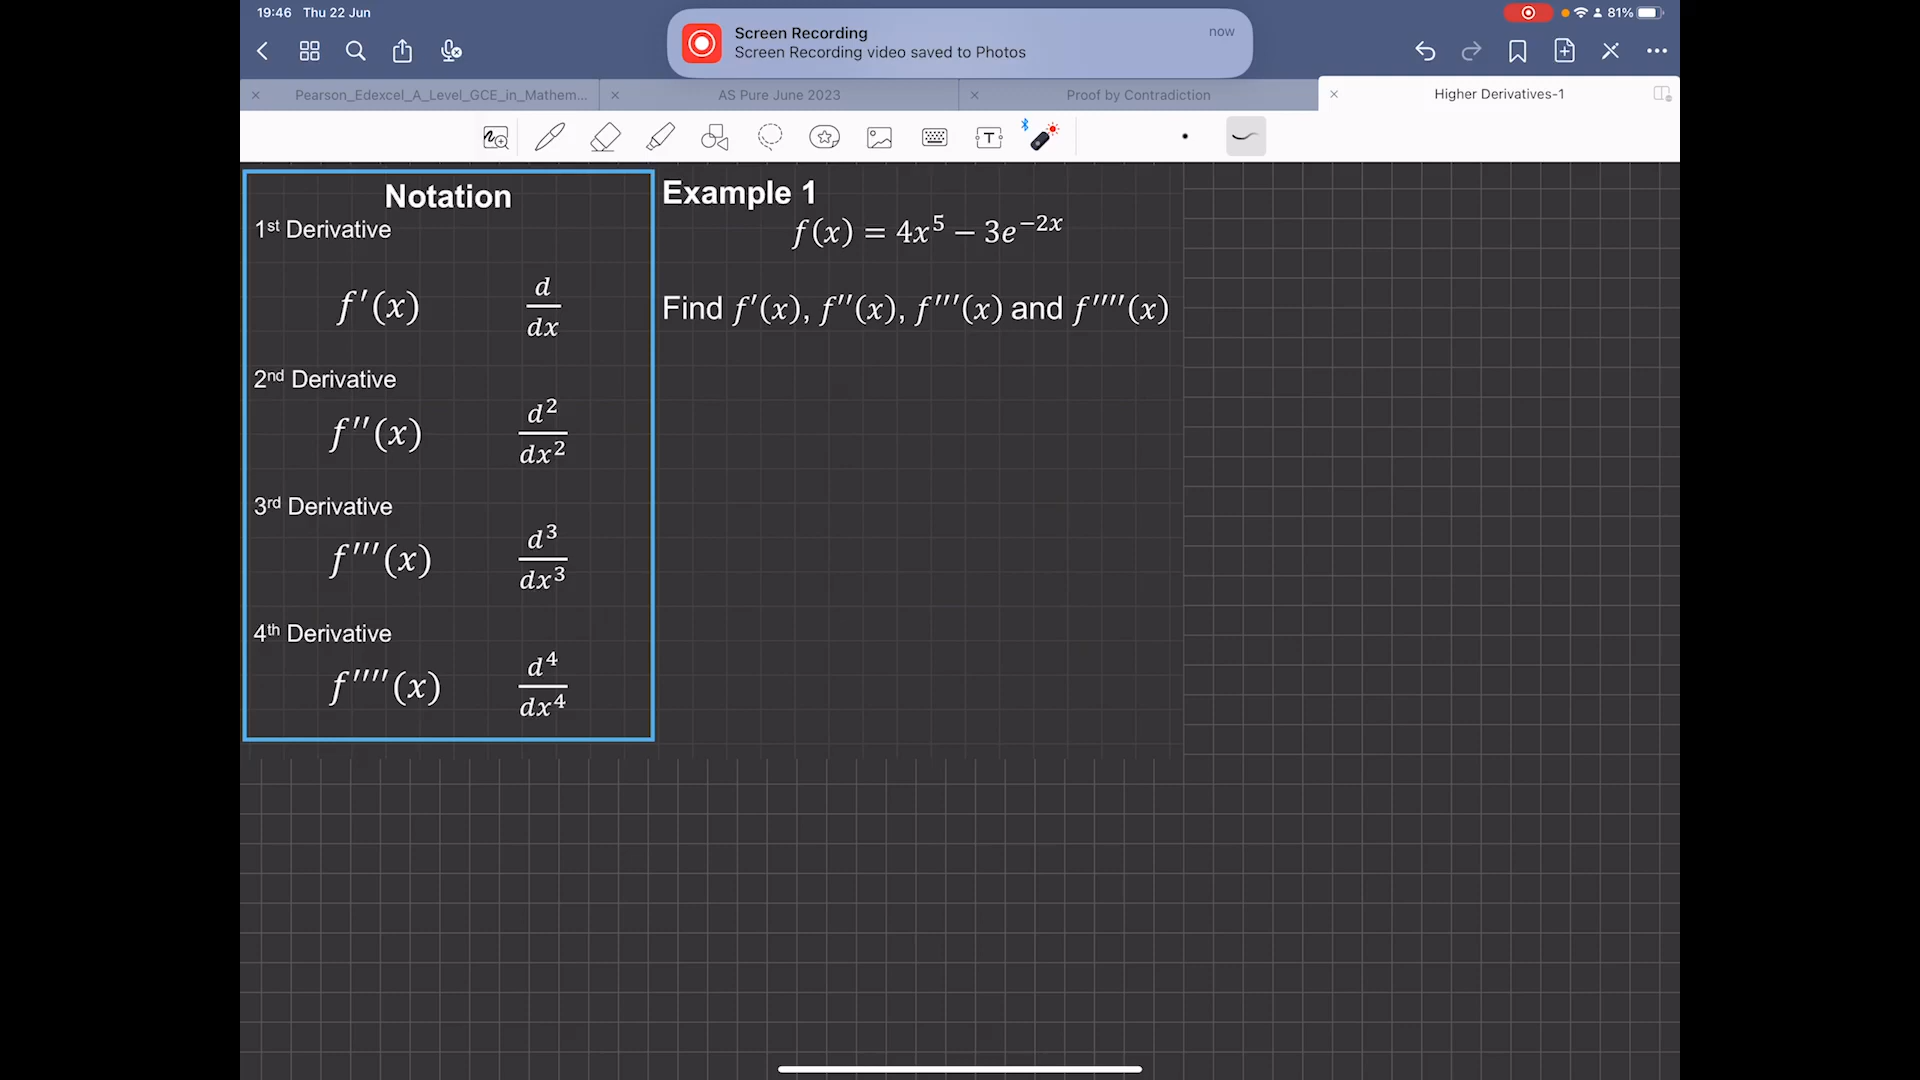 19:46 Thu 22 Jun
81%
Screen Recording
now
Screen Recording video saved to Photos
Pearson_Edexcel_A_Level_GCE_in_Mathem...
AS Pure June 2023
Proof by Contradiction
Higher Derivatives-1
Notation
1st Derivative
f′(x) d/dx
2nd Derivative
f′′(x) d²/dx²
3rd Derivative
f′′′(x) d³/dx³
4th Derivative
f′′′′(x) d⁴/dx⁴
Example 1
f(x) = 4x⁵ − 3e⁻²ˣ
Find f′(x), f′′(x), f′′′(x) and f′′′′(x)